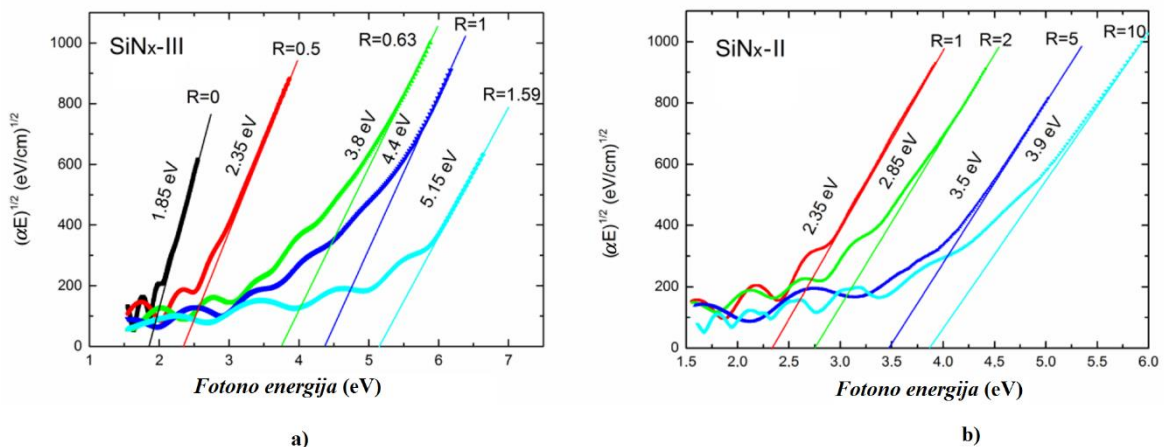 SiNx-III
R=0
R=0.5
R=0.63
R=1
R=1.59
1.85 eV
2.35 eV
3.8 eV
4.4 eV
5.15 eV
(αE)^1/2 (eV/cm)^1/2
1000
800
600
400
200
0
1 2 3 4 5 6 7
Fotono energija (eV)
a)
SiNx-II
R=1
R=2
R=5
R=10
2.35 eV
2.85 eV
3.5 eV
3.9 eV
(αE)^1/2 (eV/cm)^1/2
1000
800
600
400
200
0
1.5 2.0 2.5 3.0 3.5 4.0 4.5 5.0 5.5 6.0
Fotono energija (eV)
b)